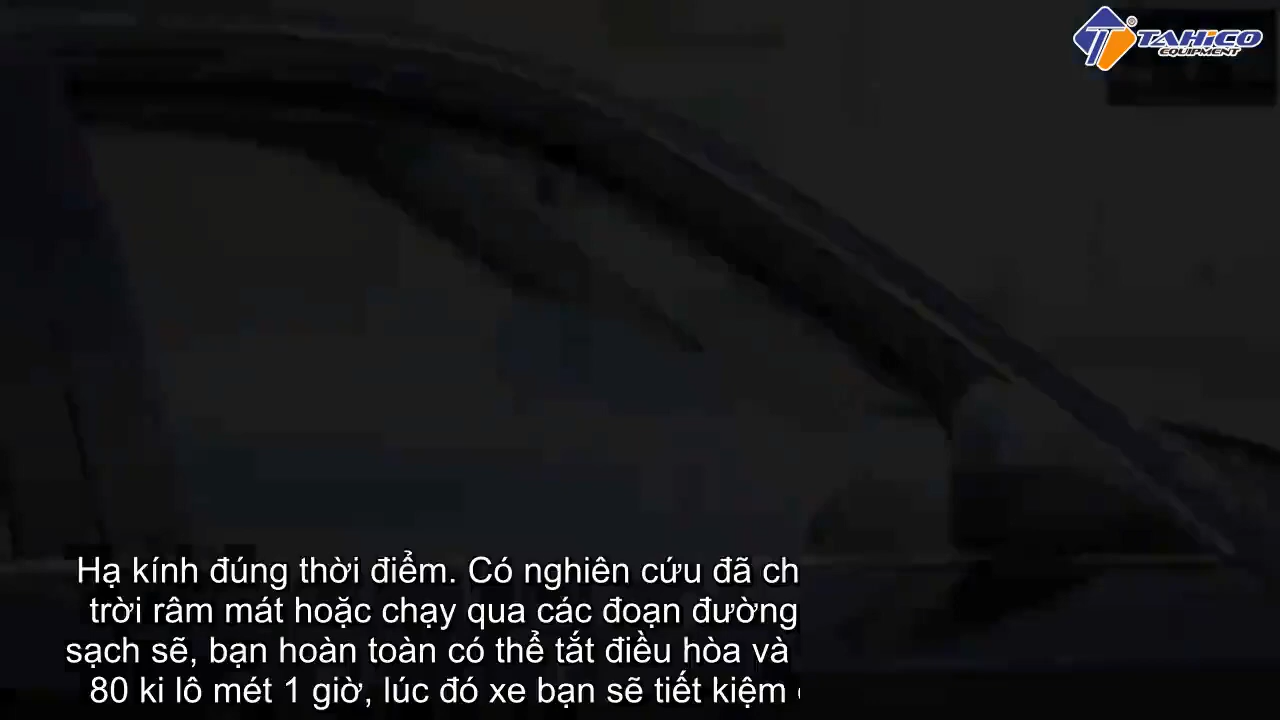 TAHICO
EQUIPMENT
Hạ kính đúng thời điểm. Có nghiên cứu đã ch
trời râm mát hoặc chạy qua các đoạn đường
sạch sẽ, bạn hoàn toàn có thể tắt điều hòa và
80 ki lô mét 1 giờ, lúc đó xe bạn sẽ tiết kiệm